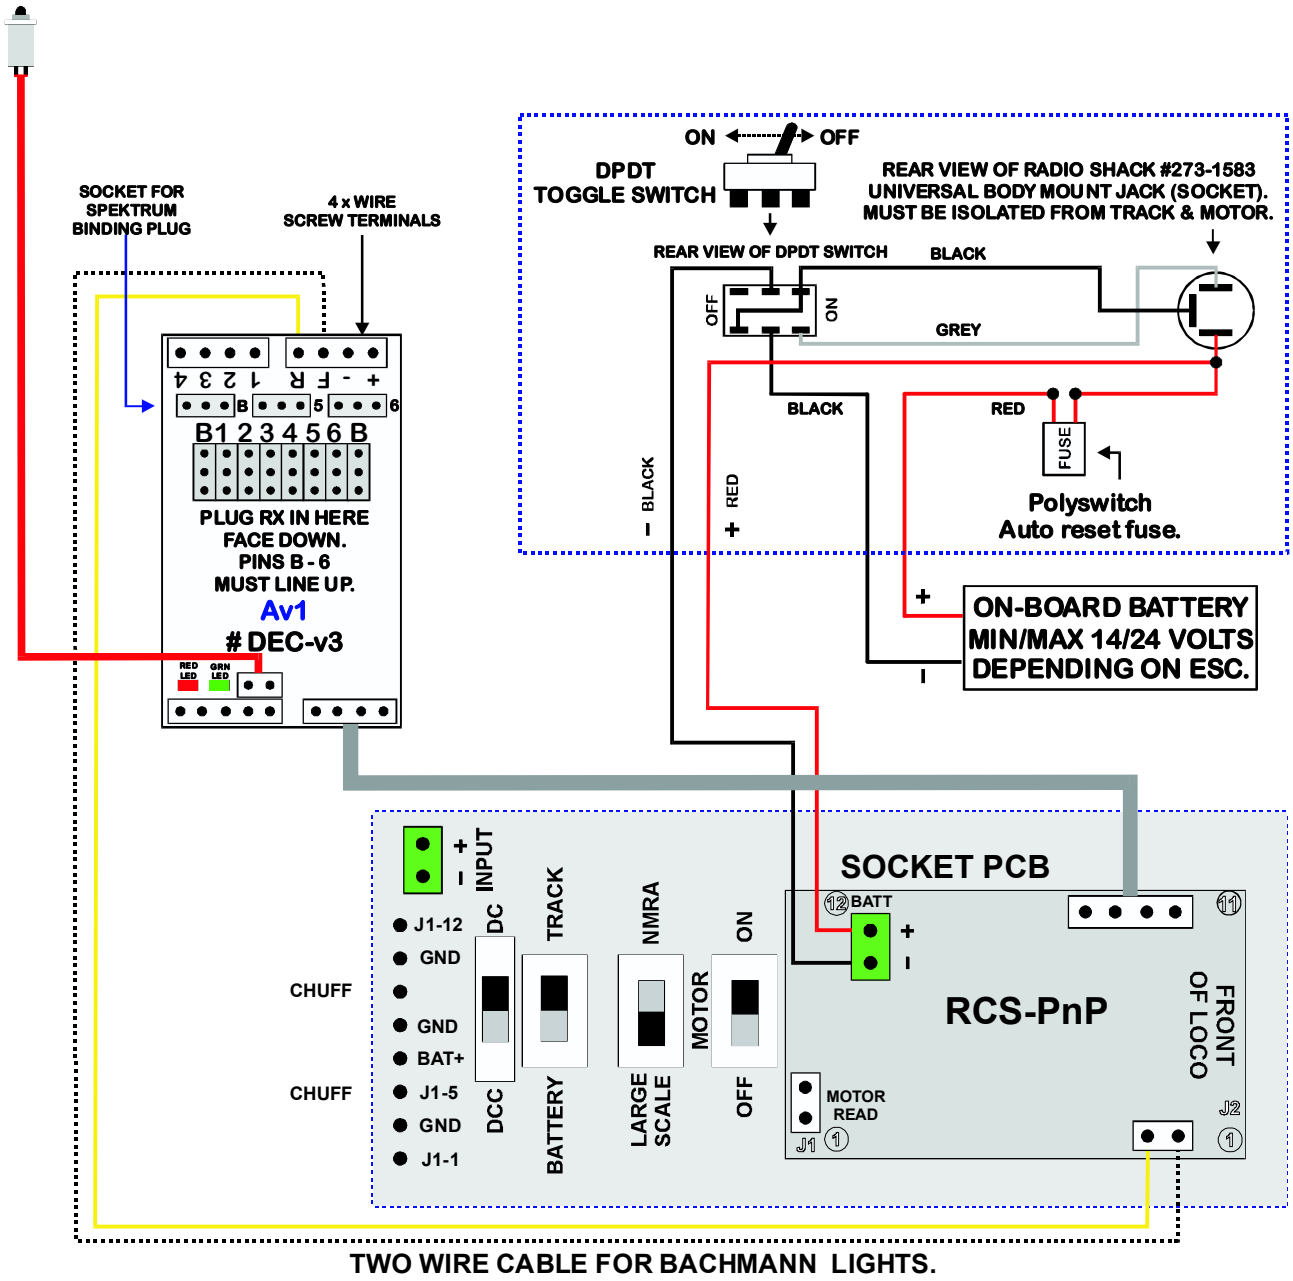 ON OFF
DPDT
TOGGLE SWITCH
REAR VIEW OF RADIO SHACK #273-1583
UNIVERSAL BODY MOUNT JACK (SOCKET).
MUST BE ISOLATED FROM TRACK & MOTOR.
SOCKET FOR
SPEKTRUM
BINDING PLUG
4 x WIRE
SCREW TERMINALS
REAR VIEW OF DPDT SWITCH
BLACK
OFF
ON
GREY
BLACK
RED
FUSE
Polyswitch
Auto reset fuse.
- BLACK
+ RED
4 3 2 1 R F - +
B 5 6
B 1 2 3 4 5 6 B
PLUG RX IN HERE
FACE DOWN.
PINS B - 6
MUST LINE UP.
Av1
# DEC-v3
RED
LED
GRN
LED
+
-
ON-BOARD BATTERY
MIN/MAX 14/24 VOLTS
DEPENDING ON ESC.
+
-
INPUT
SOCKET PCB
12 BATT
11
+
-
J1-12
GND
CHUFF
GND
BAT+
CHUFF
J1-5
GND
J1-1
DC
DCC
TRACK
BATTERY
NMRA
LARGE
SCALE
MOTOR
ON
OFF
RCS-PnP
FRONT
OF LOCO
MOTOR
READ
J1
1
J2
1
TWO WIRE CABLE FOR BACHMANN LIGHTS.